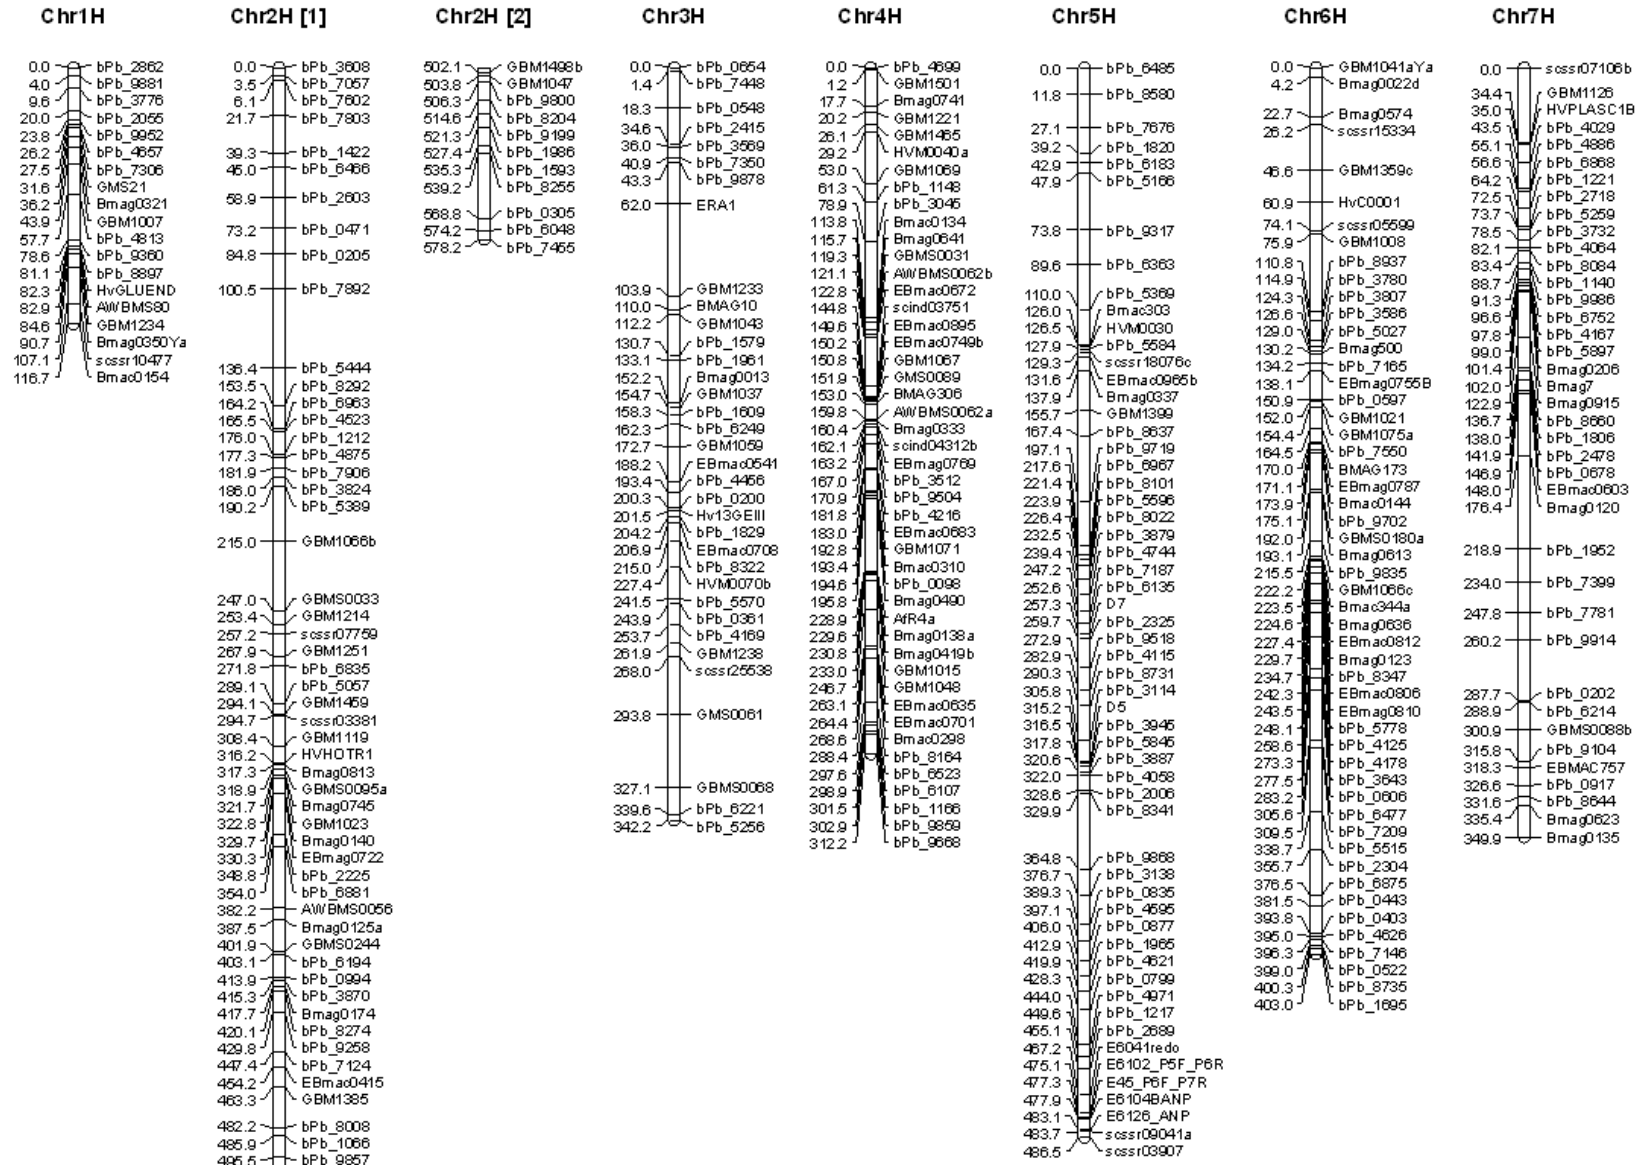 Chr1H
0.0 bPb_2862
4.0 bPb_9881
9.6 bPb_3776
20.0 bPb_2055
23.8 bPb_9952
26.2 bPb_4657
27.5 bPb_7306
31.6 GMS21
36.2 Bmag0321
43.9 GBM1007
57.7 bPb_4813
78.6 bPb_9360
81.1 bPb_8897
82.3 HvGLUEND
82.9 AWBMS80
84.6 GBM1234
90.7 Bmag0350Ya
107.1 scssr10477
116.7 Bmac0154
Chr2H [1]
0.0 bPb_3608
3.5 bPb_7057
6.1 bPb_7602
21.7 bPb_7803
39.3 bPb_1422
45.0 bPb_6466
58.9 bPb_2603
73.2 bPb_0471
84.8 bPb_0205
100.5 bPb_7892
136.4 bPb_5444
153.5 bPb_8292
164.2 bPb_6963
165.5 bPb_4523
176.0 bPb_1212
177.3 bPb_4875
181.9 bPb_7906
186.0 bPb_3824
190.2 bPb_5389
215.0 GBM1066b
247.0 GBMS0033
253.4 GBM1214
257.2 scssr07759
267.9 GBM1251
271.8 bPb_6835
289.1 bPb_5057
294.1 GBM1459
294.7 scssr03381
308.4 GBM1119
316.2 HVHOTR1
317.3 Bmag0813
318.9 GBMS0095a
321.7 Bmag0745
322.8 GBM1023
329.7 Bmag0140
330.3 EBmag0722
348.8 bPb_2225
354.0 bPb_6881
382.2 AWBMS0056
387.5 Bmag0125a
401.9 GBMS0244
403.1 bPb_6194
413.9 bPb_0994
415.3 bPb_3870
417.7 Bmag0174
420.1 bPb_8274
429.8 bPb_9258
447.4 bPb_7124
454.2 EBmac0415
463.3 GBM1385
482.2 bPb_8008
485.9 bPb_1066
495.5 bPb_9857
Chr2H [2]
502.1 GBM1498b
503.8 GBM1047
506.3 bPb_9800
514.6 bPb_8204
521.3 bPb_9199
527.4 bPb_1986
535.3 bPb_1593
539.2 bPb_8255
568.8 bPb_0305
574.2 bPb_6048
578.2 bPb_7455
Chr3H
0.0 bPb_0654
1.4 bPb_7448
18.3 bPb_0548
34.6 bPb_2415
36.0 bPb_3569
40.9 bPb_7350
43.3 bPb_9878
62.0 ERA1
103.9 GBM1233
110.0 BMAG10
112.2 GBM1043
130.7 bPb_1579
133.1 bPb_1961
152.2 Bmag0013
154.7 GBM1037
158.3 bPb_1609
162.3 bPb_6249
172.7 GBM1059
188.2 EBmac0541
193.4 bPb_4456
200.3 bPb_0200
201.5 Hv13GEIII
204.2 bPb_1829
206.9 EBmac0708
215.0 bPb_8322
227.4 HVM0070b
241.5 bPb_5570
243.9 bPb_0361
253.7 bPb_4169
261.9 GBM1238
268.0 scssr25538
293.8 GMS0061
327.1 GBMS0068
339.6 bPb_6221
342.2 bPb_5256
Chr4H
0.0 bPb_4699
1.2 GBM1501
17.7 Bmag0741
20.2 GBM1221
26.1 GBM1465
29.2 HVM0040a
53.0 GBM1069
61.3 bPb_1148
78.9 bPb_3045
113.8 Bmac0134
115.7 Bmag0641
119.3 GBMS0031
121.1 AWBMS0062b
122.8 EBmac0672
144.8 scind03751
149.6 EBmac0895
150.2 EBmac0749b
150.8 GBM1067
151.9 GMS0089
153.0 BMAG306
159.8 AWBMS0062a
160.4 Bmag0333
162.1 scind04312b
163.2 EBmag0769
167.0 bPb_3512
170.9 bPb_9504
181.8 bPb_4216
183.0 EBmac0683
192.8 GBM1071
193.4 Bmac0310
194.6 bPb_0098
195.8 Bmag0490
228.9 AfR4a
229.6 Bmag0138a
230.8 Bmag0419b
233.0 GBM1015
246.7 GBM1048
263.1 EBmac0635
264.4 EBmac0701
268.6 Bmac0298
288.4 bPb_8164
297.6 bPb_6523
298.9 bPb_6107
301.5 bPb_1166
302.9 bPb_9859
312.2 bPb_9668
Chr5H
0.0 bPb_6485
11.8 bPb_8580
27.1 bPb_7676
39.2 bPb_1820
42.9 bPb_6183
47.9 bPb_5166
73.8 bPb_9317
89.6 bPb_6363
110.0 bPb_5369
126.0 Bmac303
126.5 HVM0030
127.9 bPb_5584
129.3 scssr18076c
131.6 EBmac0965b
137.9 Bmag0337
155.7 GBM1399
167.4 bPb_8637
197.1 bPb_9719
217.6 bPb_6967
221.4 bPb_8101
223.9 bPb_5596
226.4 bPb_8022
232.5 bPb_3879
239.4 bPb_4744
247.2 bPb_7187
252.6 bPb_6135
257.3 D7
259.7 bPb_2325
272.9 bPb_9518
282.9 bPb_4115
290.3 bPb_8731
305.8 bPb_3114
315.2 D5
316.5 bPb_3945
317.8 bPb_5845
320.6 bPb_3887
322.0 bPb_4058
328.6 bPb_2006
329.9 bPb_8341
364.8 bPb_9868
376.7 bPb_3138
389.3 bPb_0835
397.1 bPb_4595
406.0 bPb_0877
412.9 bPb_1965
419.9 bPb_4621
428.3 bPb_0799
444.0 bPb_4971
449.6 bPb_1217
455.1 bPb_2689
467.2 E6041redo
475.1 E6102_P5F_P6R
477.3 E45_P6F_P7R
477.9 E6104BANP
483.1 E6126_ANP
483.7 scssr09041a
486.5 scssr03907
Chr6H
0.0 GBM1041aYa
4.2 Bmag0022d
22.7 Bmag0574
26.2 scssr15334
46.6 GBM1359c
60.9 HvC0001
74.1 scssr05599
75.9 GBM1008
110.8 bPb_8937
114.9 bPb_3780
124.3 bPb_3807
126.6 bPb_3586
129.0 bPb_5027
130.2 Bmag500
134.2 bPb_7165
138.1 EBmag0755B
150.9 bPb_0597
152.0 GBM1021
154.4 GBM1075a
164.5 bPb_7550
170.0 BMAG173
171.1 EBmag0787
173.9 Bmac0144
175.1 bPb_9702
192.0 GBMS0180a
193.1 Bmag0613
215.5 bPb_9835
222.2 GBM1066c
223.5 Bmac344a
224.6 Bmag0636
227.4 EBmac0812
229.7 Bmag0123
234.7 bPb_8347
242.3 EBmac0806
243.5 EBmag0810
248.1 bPb_5778
258.6 bPb_4125
273.3 bPb_4178
277.5 bPb_3643
283.2 bPb_0606
305.6 bPb_6477
309.5 bPb_7209
338.7 bPb_5515
355.7 bPb_2304
376.5 bPb_6875
381.5 bPb_0443
393.8 bPb_0403
395.0 bPb_4626
396.3 bPb_7146
399.0 bPb_0522
400.3 bPb_8735
403.0 bPb_1695
Chr7H
0.0 scssr07106b
34.4 GBM1126
35.0 HVPLASC1B
43.5 bPb_4029
55.1 bPb_4886
56.6 bPb_6868
64.2 bPb_1221
72.5 bPb_2718
73.7 bPb_5259
78.5 bPb_3732
82.1 bPb_4064
83.4 bPb_8084
88.7 bPb_1140
91.3 bPb_9986
96.6 bPb_6752
97.8 bPb_4167
99.0 bPb_5897
101.4 Bmag0206
102.0 Bmag7
122.9 Bmag0915
136.7 bPb_8660
138.0 bPb_1806
141.9 bPb_2478
146.9 bPb_0678
148.0 EBmac0603
176.4 Bmag0120
218.9 bPb_1952
234.0 bPb_7399
247.8 bPb_7781
260.2 bPb_9914
287.7 bPb_0202
288.9 bPb_6214
300.9 GBMS0088b
315.8 bPb_9104
318.3 EBMAC757
326.6 bPb_0917
331.6 bPb_8644
335.4 Bmag0623
349.9 Bmag0135